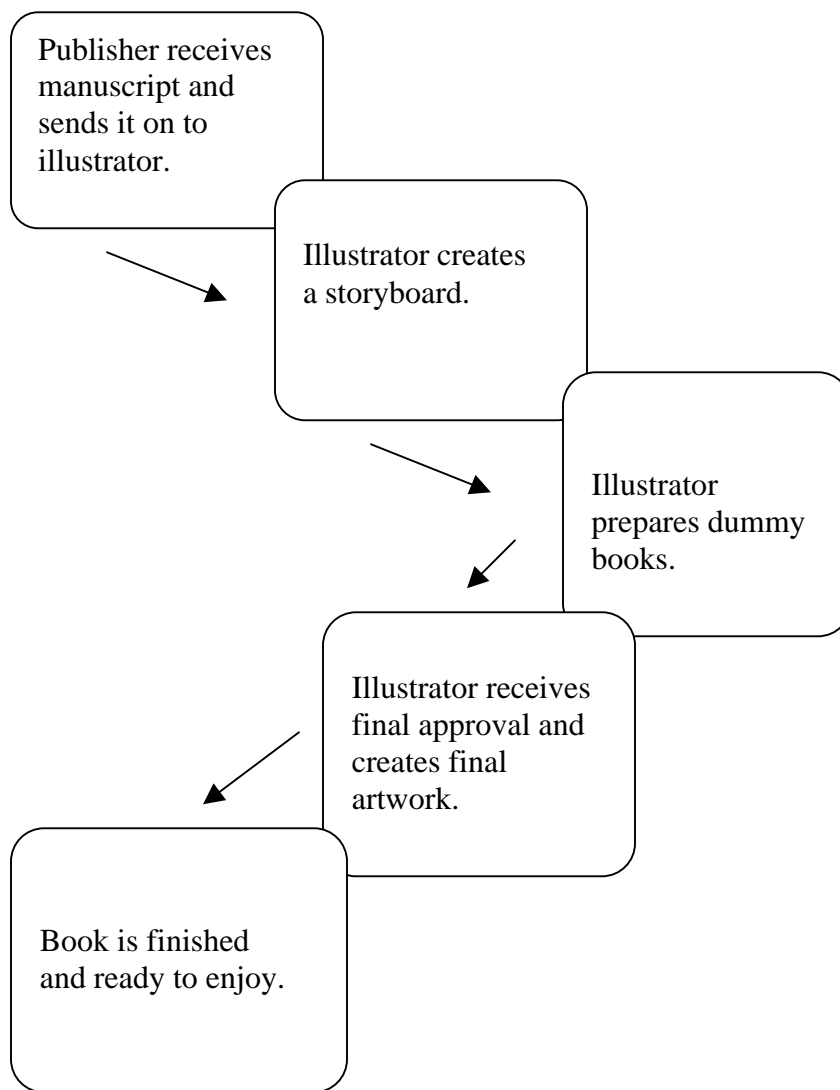 Publisher receives
manuscript and
sends it on to
illustrator.
Illustrator creates
a storyboard.
Illustrator
prepares dummy
books.
Illustrator receives
final approval and
creates final
artwork.
Book is finished
and ready to enjoy.